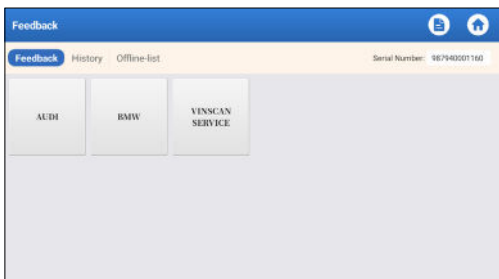 Feedback
Feedback History Offline-list Serial Number: 987940001160
AUDI BMW VINSCAN
SERVICE